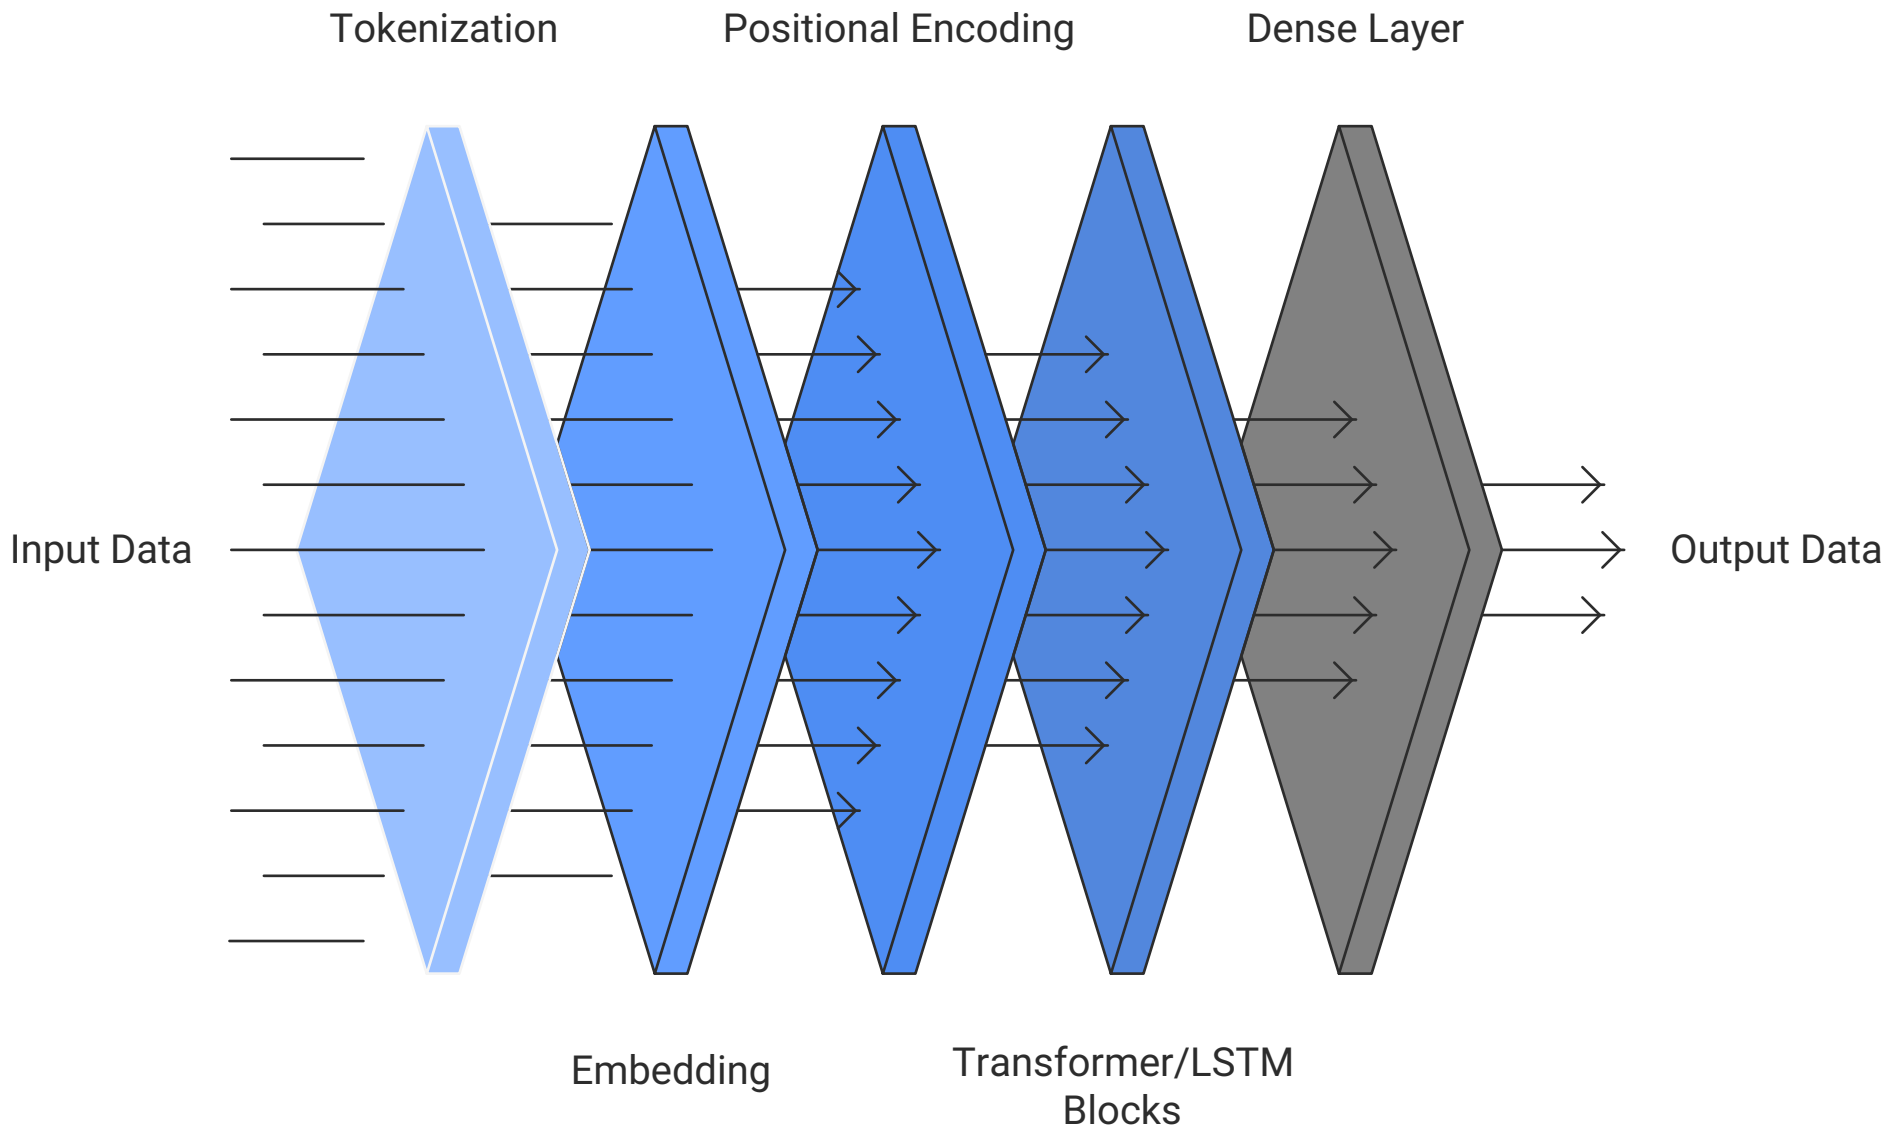 Tokenization
Positional Encoding
Dense Layer
Input Data
Output Data
Embedding
Transformer/LSTM
Blocks